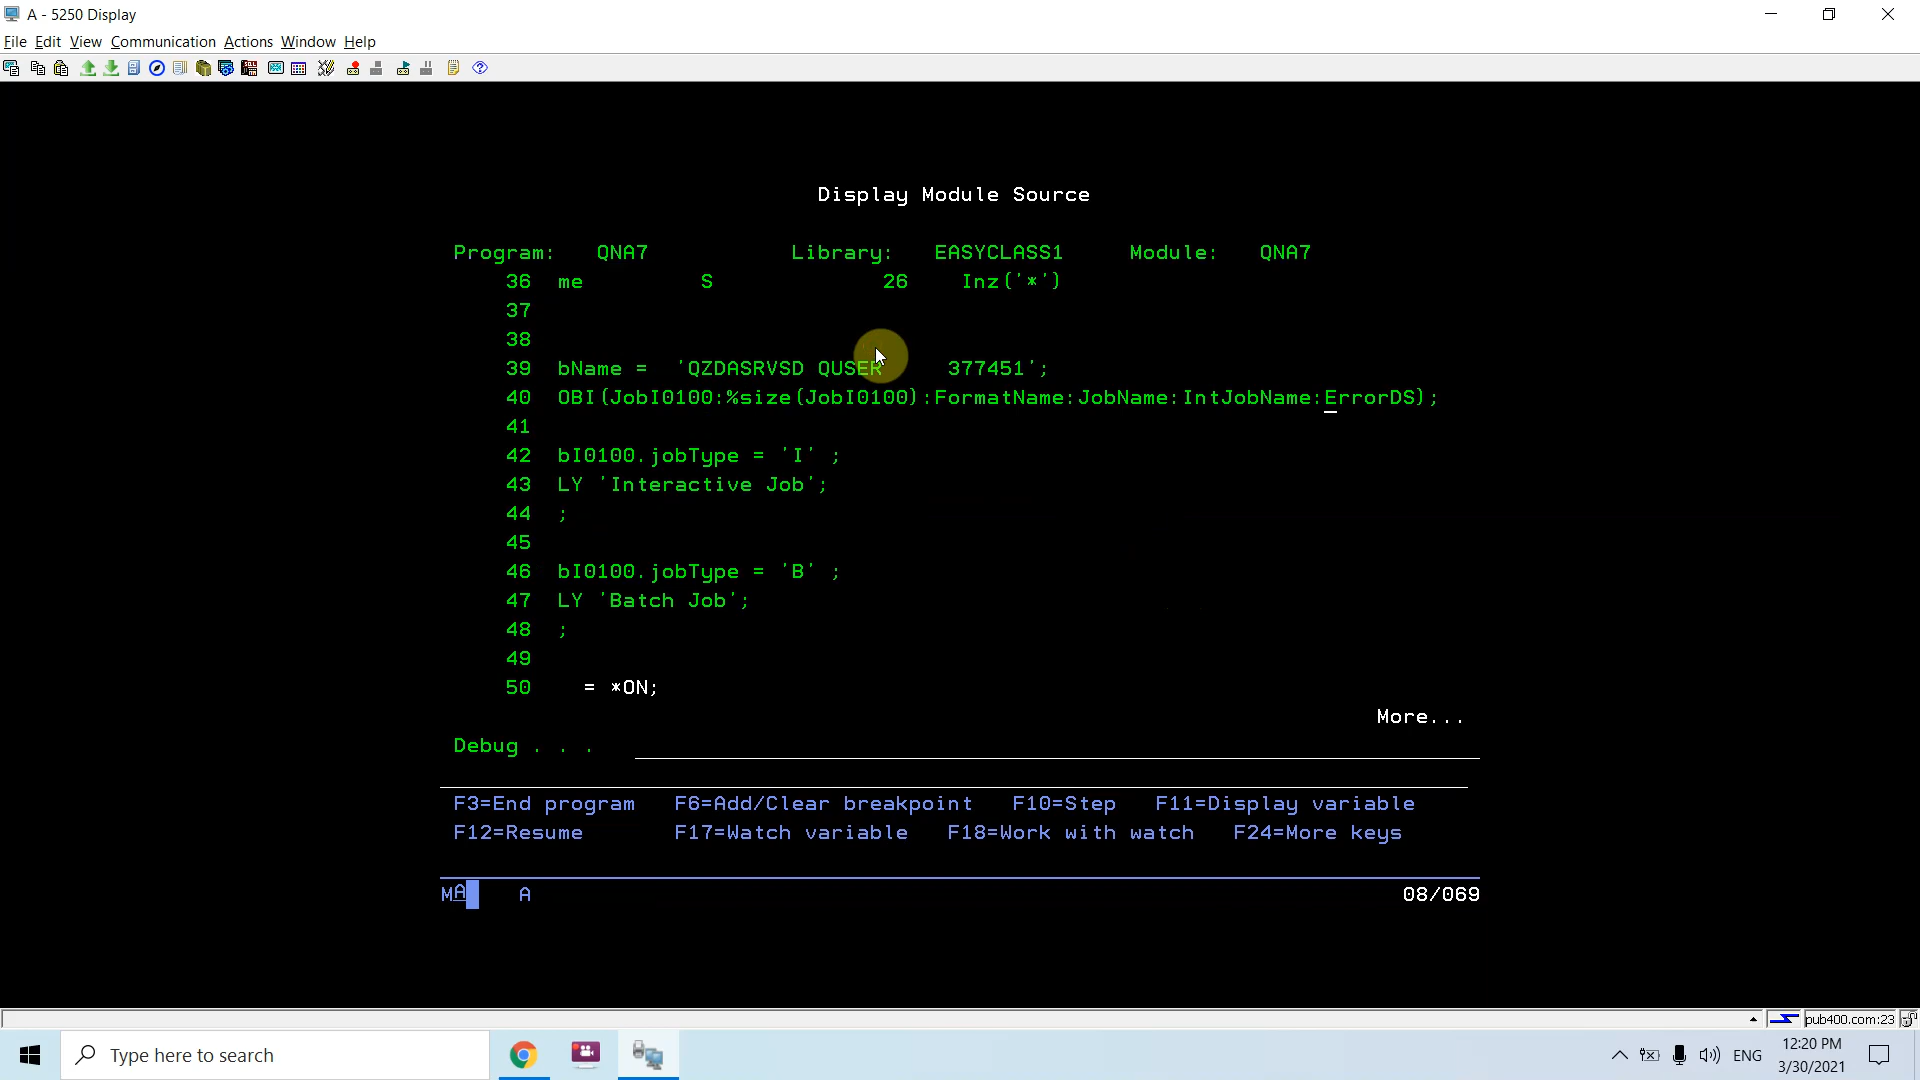 A - 5250 Display
File Edit View Communication Actions Window Help
Display Module Source
Program: QNA7 Library: EASYCLASS1 Module: QNA7
36 me S 26 Inz('*')
37
38
39 bName = 'QZDASRVSD QUSER 377451';
40 OBI(JobI0100:%size(JobI0100):FormatName:JobName:IntJobName:ErrorDS);
41
42 bI0100.jobType = 'I' ;
43 LY 'Interactive Job';
44 ;
45
46 bI0100.jobType = 'B' ;
47 LY 'Batch Job';
48 ;
49
50 = *ON;
More...
Debug . . .
F3=End program F6=Add/Clear breakpoint F10=Step F11=Display variable
F12=Resume F17=Watch variable F18=Work with watch F24=More keys
MA A 08/069
pub400.com:23
Type here to search
ENG
12:20 PM
3/30/2021